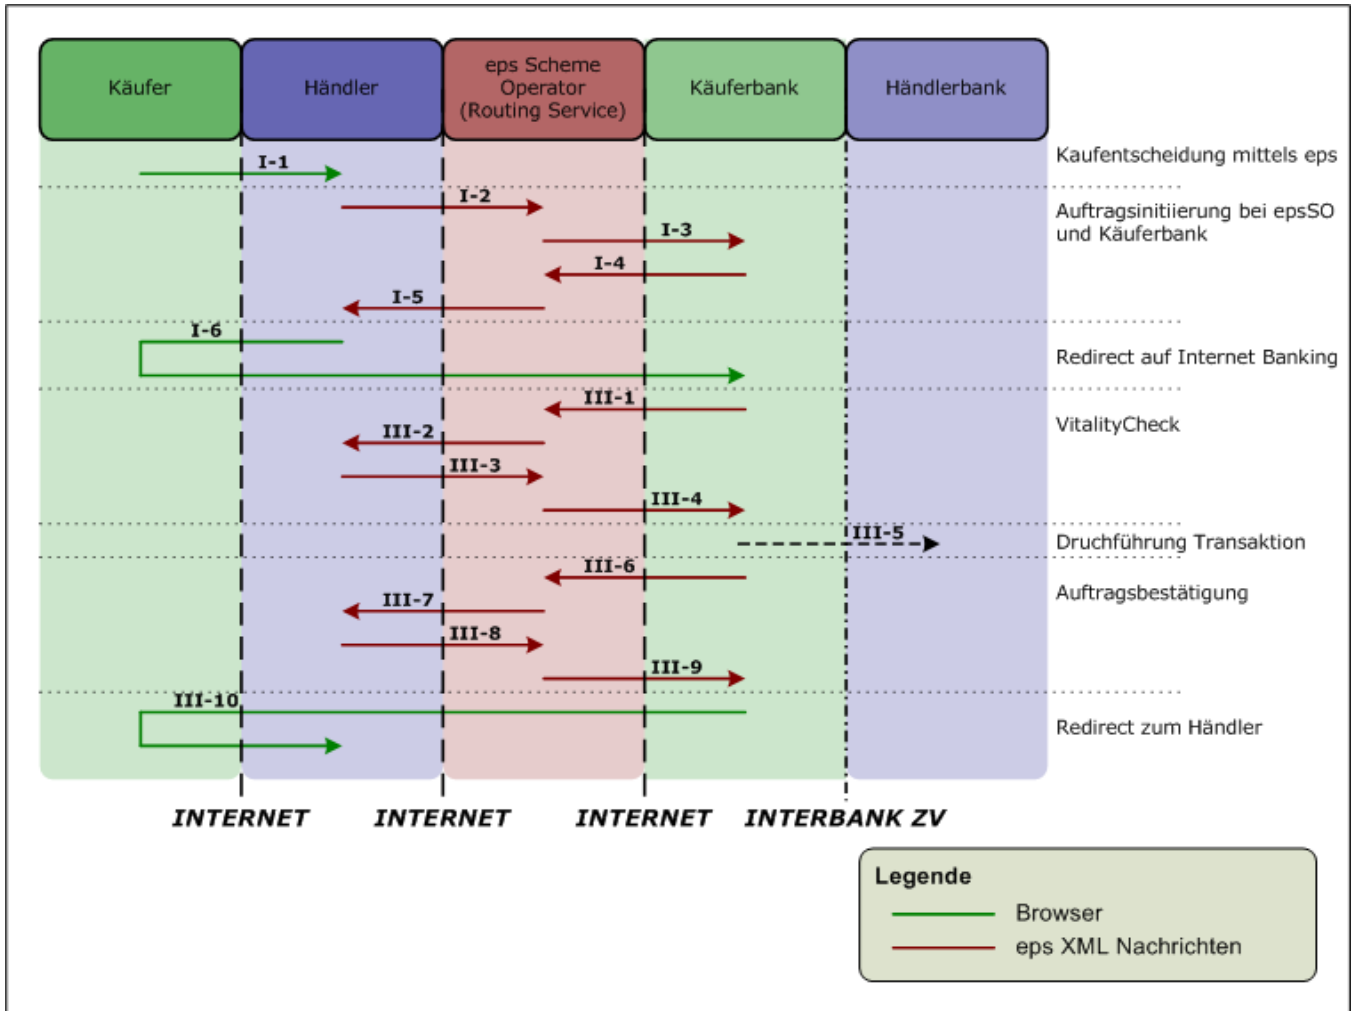 Käufer
Händler
eps Scheme
Operator
(Routing Service)
Käuferbank
Händlerbank
I-1
Kaufentscheidung mittels eps
I-2
Auftragsinitiierung bei epsSO
und Käuferbank
I-3
I-4
I-5
I-6
Redirect auf Internet Banking
III-1
VitalityCheck
III-2
III-3
III-4
III-5
Druchführung Transaktion
III-6
Auftragsbestätigung
III-7
III-8
III-9
III-10
Redirect zum Händler
INTERNET
INTERNET
INTERNET
INTERBANK ZV
Legende
Browser
eps XML Nachrichten